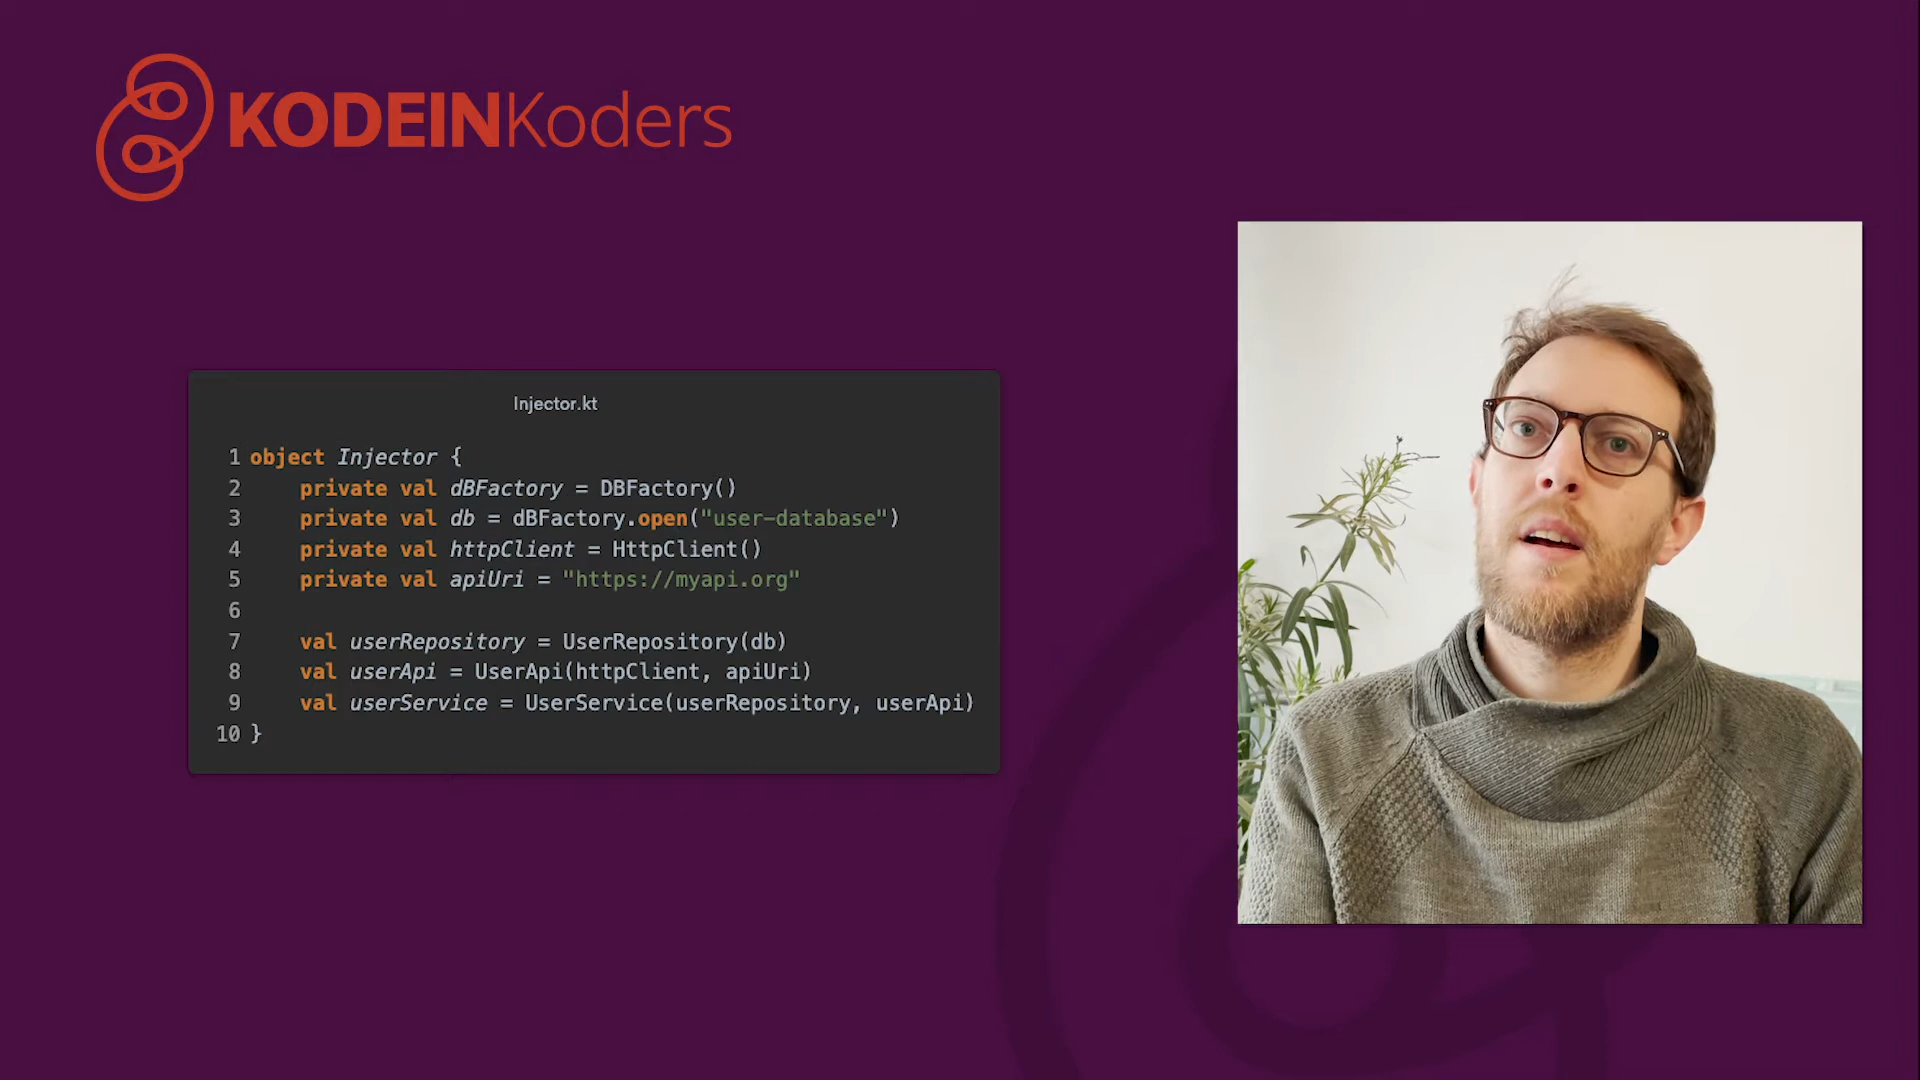 KODEINKoders
Injector.kt
1 object Injector {
2     private val dBFactory = DBFactory()
3     private val db = dBFactory.open("user-database")
4     private val httpClient = HttpClient()
5     private val apiUri = "https://myapi.org"
6
7     val userRepository = UserRepository(db)
8     val userApi = UserApi(httpClient, apiUri)
9     val userService = UserService(userRepository, userApi)
10 }